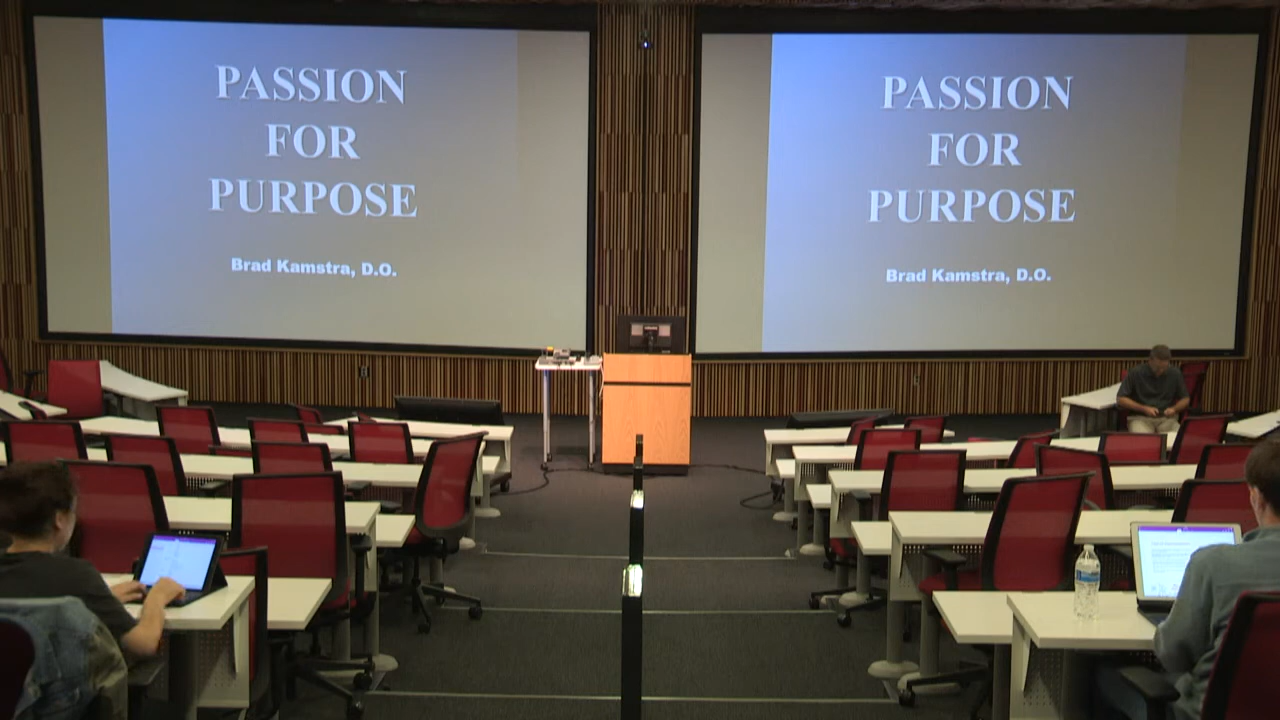 PASSION
FOR
PURPOSE
Brad Kamstra, D.O.
PASSION
FOR
PURPOSE
Brad Kamstra, D.O.